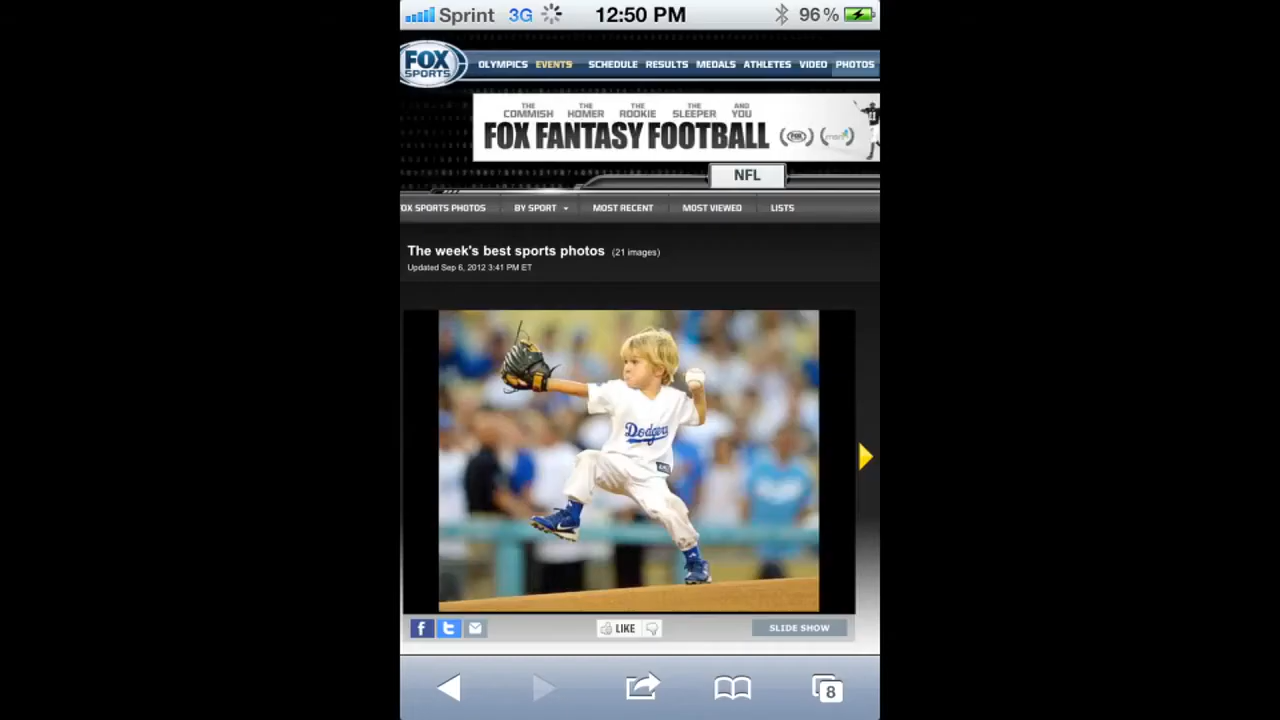 Sprint 3G 12:50 PM 96%
FOX SPORTS
OLYMPICS EVENTS SCHEDULE RESULTS MEDALS ATHLETES VIDEO PHOTOS
THE COMMISH THE HOMER THE ROOKIE THE SLEEPER AND YOU
FOX FANTASY FOOTBALL FOX msn
NFL
OX SPORTS PHOTOS BY SPORT MOST RECENT MOST VIEWED LISTS
The week's best sports photos (21 images)
Updated Sep 6, 2012 3:41 PM ET
Dodgers
f t LIKE SLIDE SHOW
8